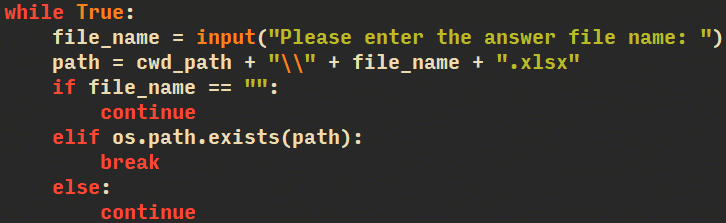 while True:
    file_name = input("Please enter the answer file name: ")
    path = cwd_path + "\\" + file_name + ".xlsx"
    if file_name == "":
        continue
    elif os.path.exists(path):
        break
    else:
        continue